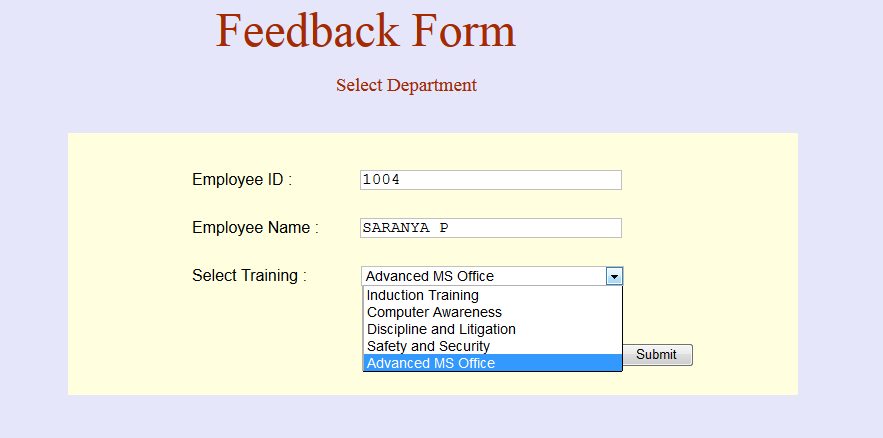 Feedback Form
Select Department
Employee ID : 1004
Employee Name : SARANYA P
Select Training : Advanced MS Office
Induction Training
Computer Awareness
Discipline and Litigation
Safety and Security
Advanced MS Office
Submit